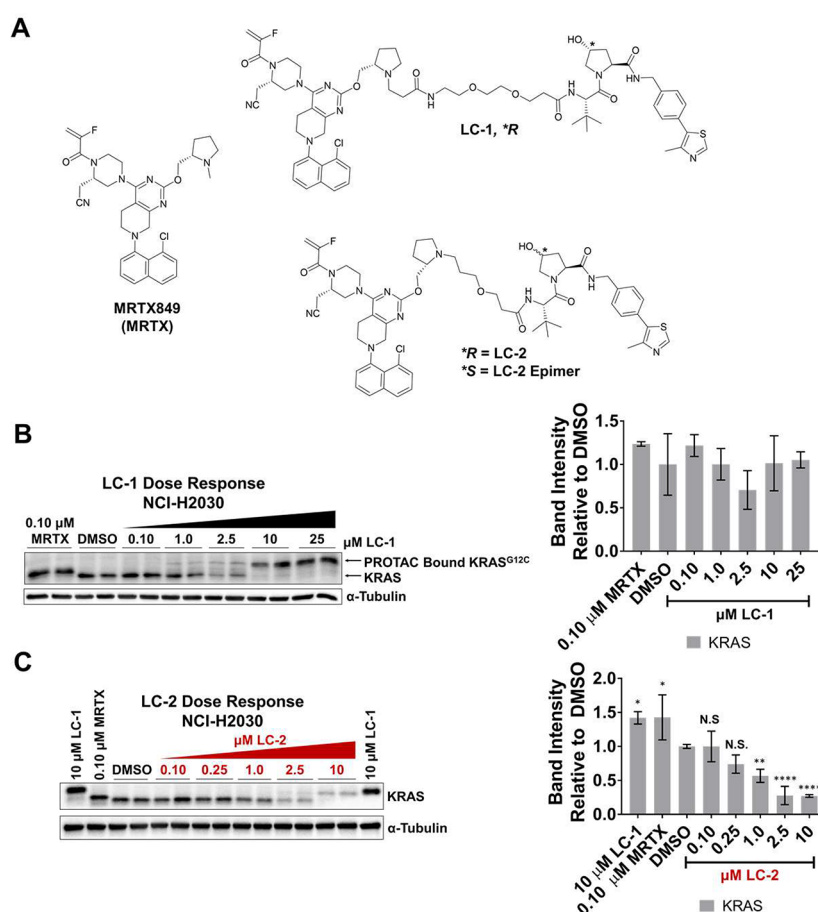 A
MRTX849
(MRTX)
LC-1, *R
*R = LC-2
*S = LC-2 Epimer
B
LC-1 Dose Response
NCI-H2030
0.10 µM
MRTX DMSO 0.10 1.0 2.5 10 25 µM LC-1
PROTAC Bound KRASG12C
KRAS
α-Tubulin
Band Intensity
Relative to DMSO
1.5
1.0
0.5
0.0
0.10 µM MRTX
DMSO
0.10
1.0
2.5
10
25
µM LC-1
KRAS
C
LC-2 Dose Response
NCI-H2030
µM LC-2
10 µM LC-1
0.10 µM MRTX
DMSO 0.10 0.25 1.0 2.5 10
10 µM LC-1
KRAS
α-Tubulin
Band Intensity
Relative to DMSO
2.0
1.5
1.0
0.5
0.0
* * N.S N.S. ** **** ****
10 µM LC-1
0.10 µM MRTX
DMSO
0.10
0.25
1.0
2.5
10
µM LC-2
KRAS